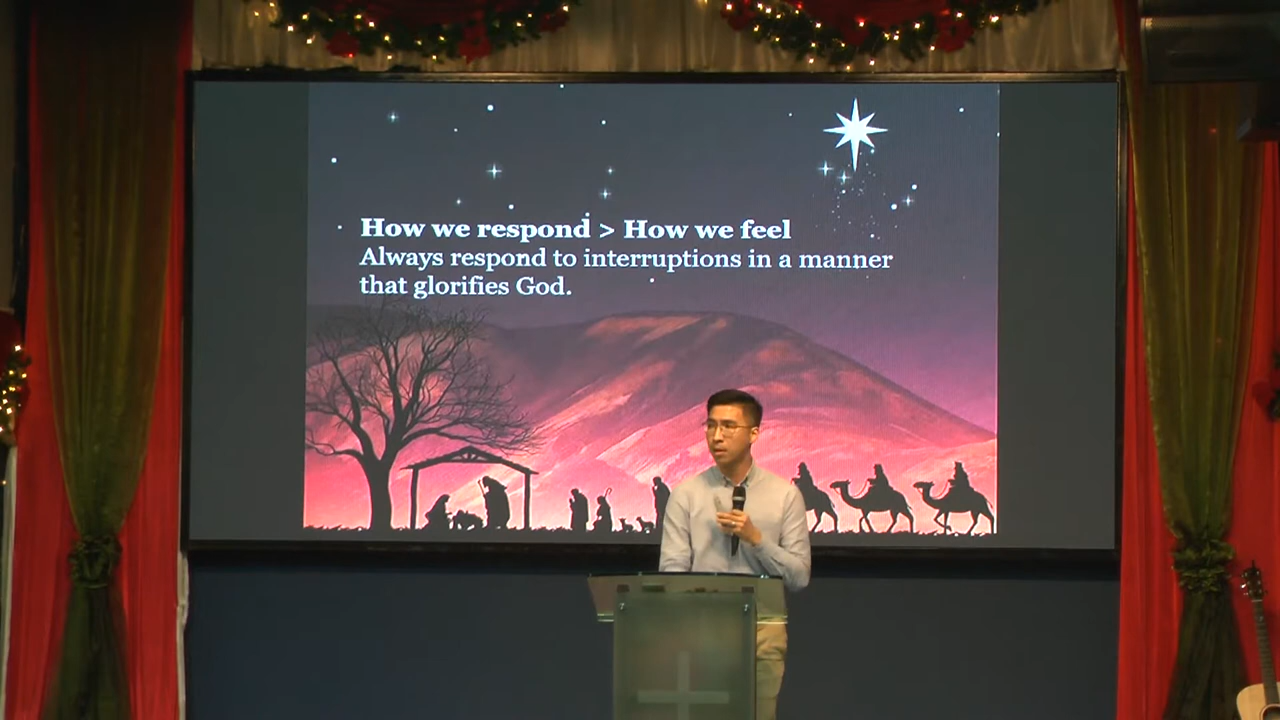 How we respond > How we feel
Always respond to interruptions in a manner
that glorifies God.